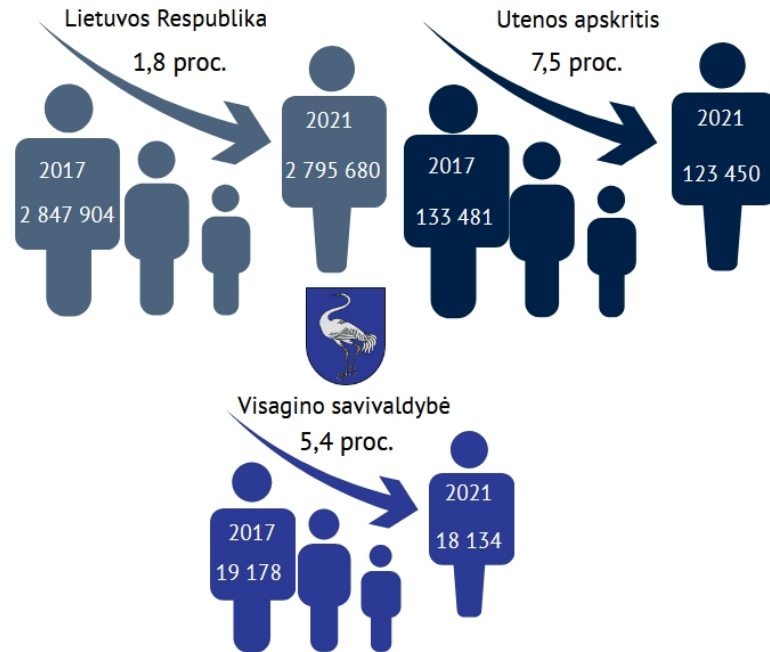 Lietuvos Respublika
1,8 proc.
2017
2 847 904
2021
2 795 680
Utenos apskritis
7,5 proc.
2017
133 481
2021
123 450
Visagino savivaldybė
5,4 proc.
2017
19 178
2021
18 134